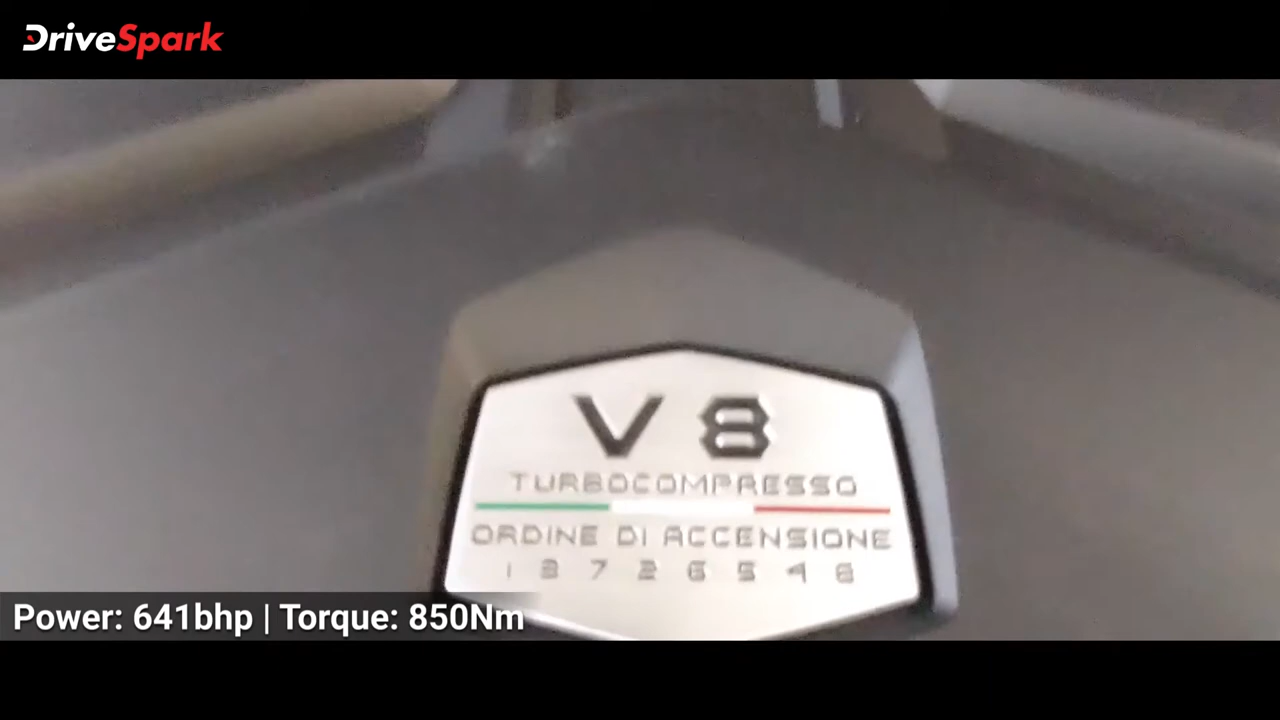 DriveSpark
V8
TURBOCOMPRESSO
ORDINE DI ACCENSIONE
1 3 7 2 6 5 4 8
Power: 641bhp | Torque: 850Nm